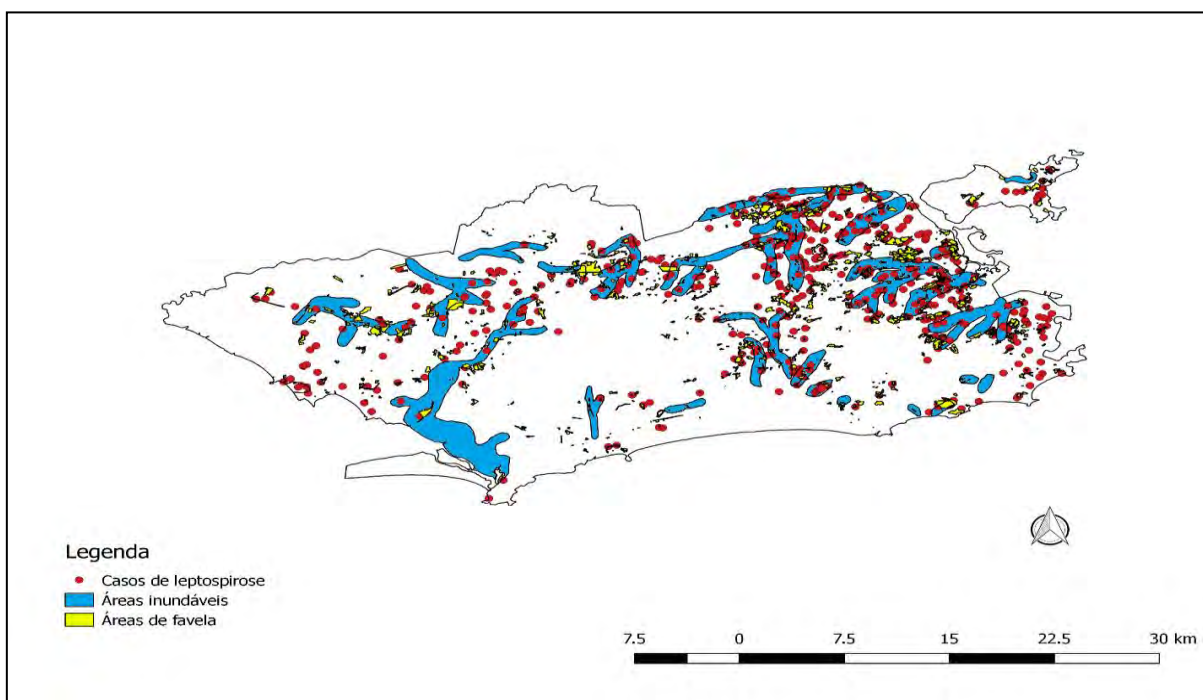 Legenda
Casos de leptospirose
Áreas inundáveis
Áreas de favela
7.5 0 7.5 15 22.5 30 km